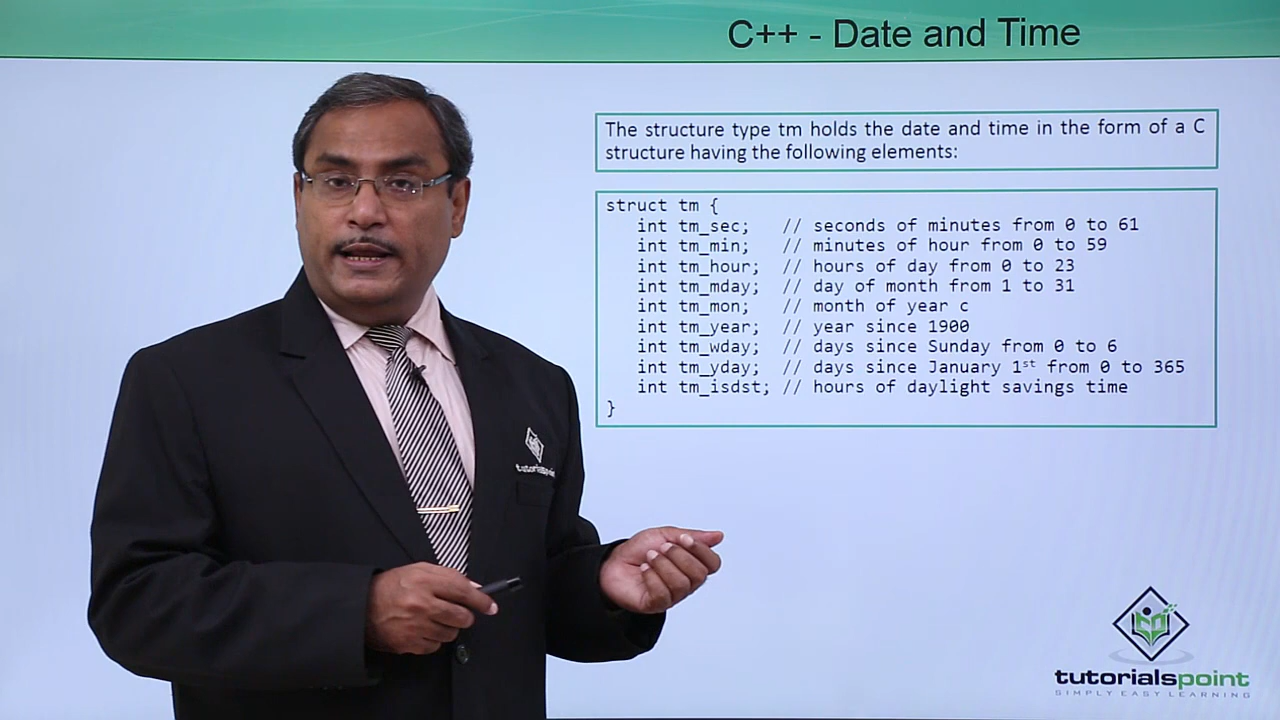 C++ - Date and Time
The structure type tm holds the date and time in the form of a C
structure having the following elements:
struct tm {
int tm_sec; // seconds of minutes from 0 to 61
int tm_min; // minutes of hour from 0 to 59
int tm_hour; // hours of day from 0 to 23
int tm_mday; // day of month from 1 to 31
int tm_mon; // month of year c
int tm_year; // year since 1900
int tm_wday; // days since Sunday from 0 to 6
int tm_yday; // days since January 1st from 0 to 365
int tm_isdst; // hours of daylight savings time
}
tutorialspoint
tutorialspoint
SIMPLY EASY LEARNING